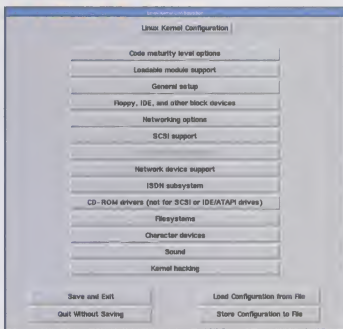 Linux Kernel Configuration
Code maturity level options
Loadable module support
General setup
Floppy, IDE, and other block devices
Networking options
SCSI support
Network device support
ISDN subsystem
CD-ROM drivers (not for SCSI or IDE/ATAPI drives)
Filesystems
Character devices
Sound
Kernel hacking
Save and Exit
Load Configuration from File
Quit Without Saving
Store Configuration to File